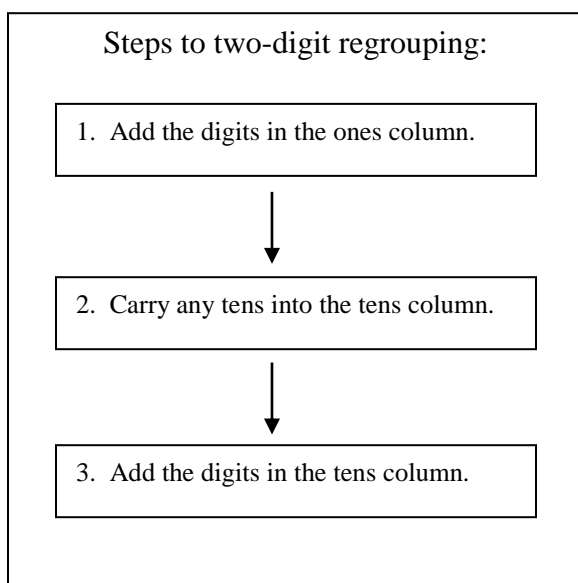 Steps to two-digit regrouping:
1. Add the digits in the ones column.
2. Carry any tens into the tens column.
3. Add the digits in the tens column.